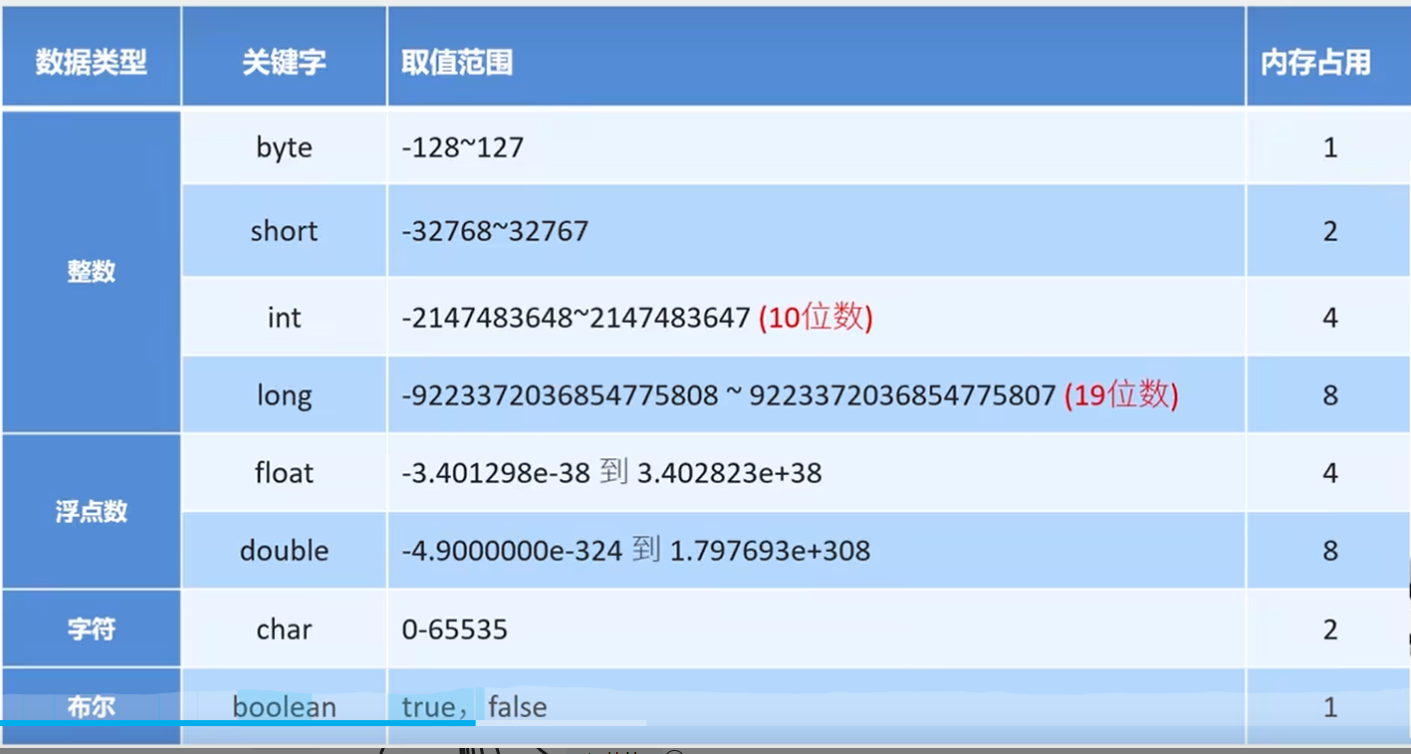 数据类型 关键字 取值范围 内存占用
整数 byte -128~127 1
short -32768~32767 2
int -2147483648~2147483647 (10位数) 4
long -9223372036854775808 ~ 9223372036854775807 (19位数) 8
浮点数 float -3.401298e-38 到 3.402823e+38 4
double -4.9000000e-324 到 1.797693e+308 8
字符 char 0-65535 2
布尔 boolean true，false 1